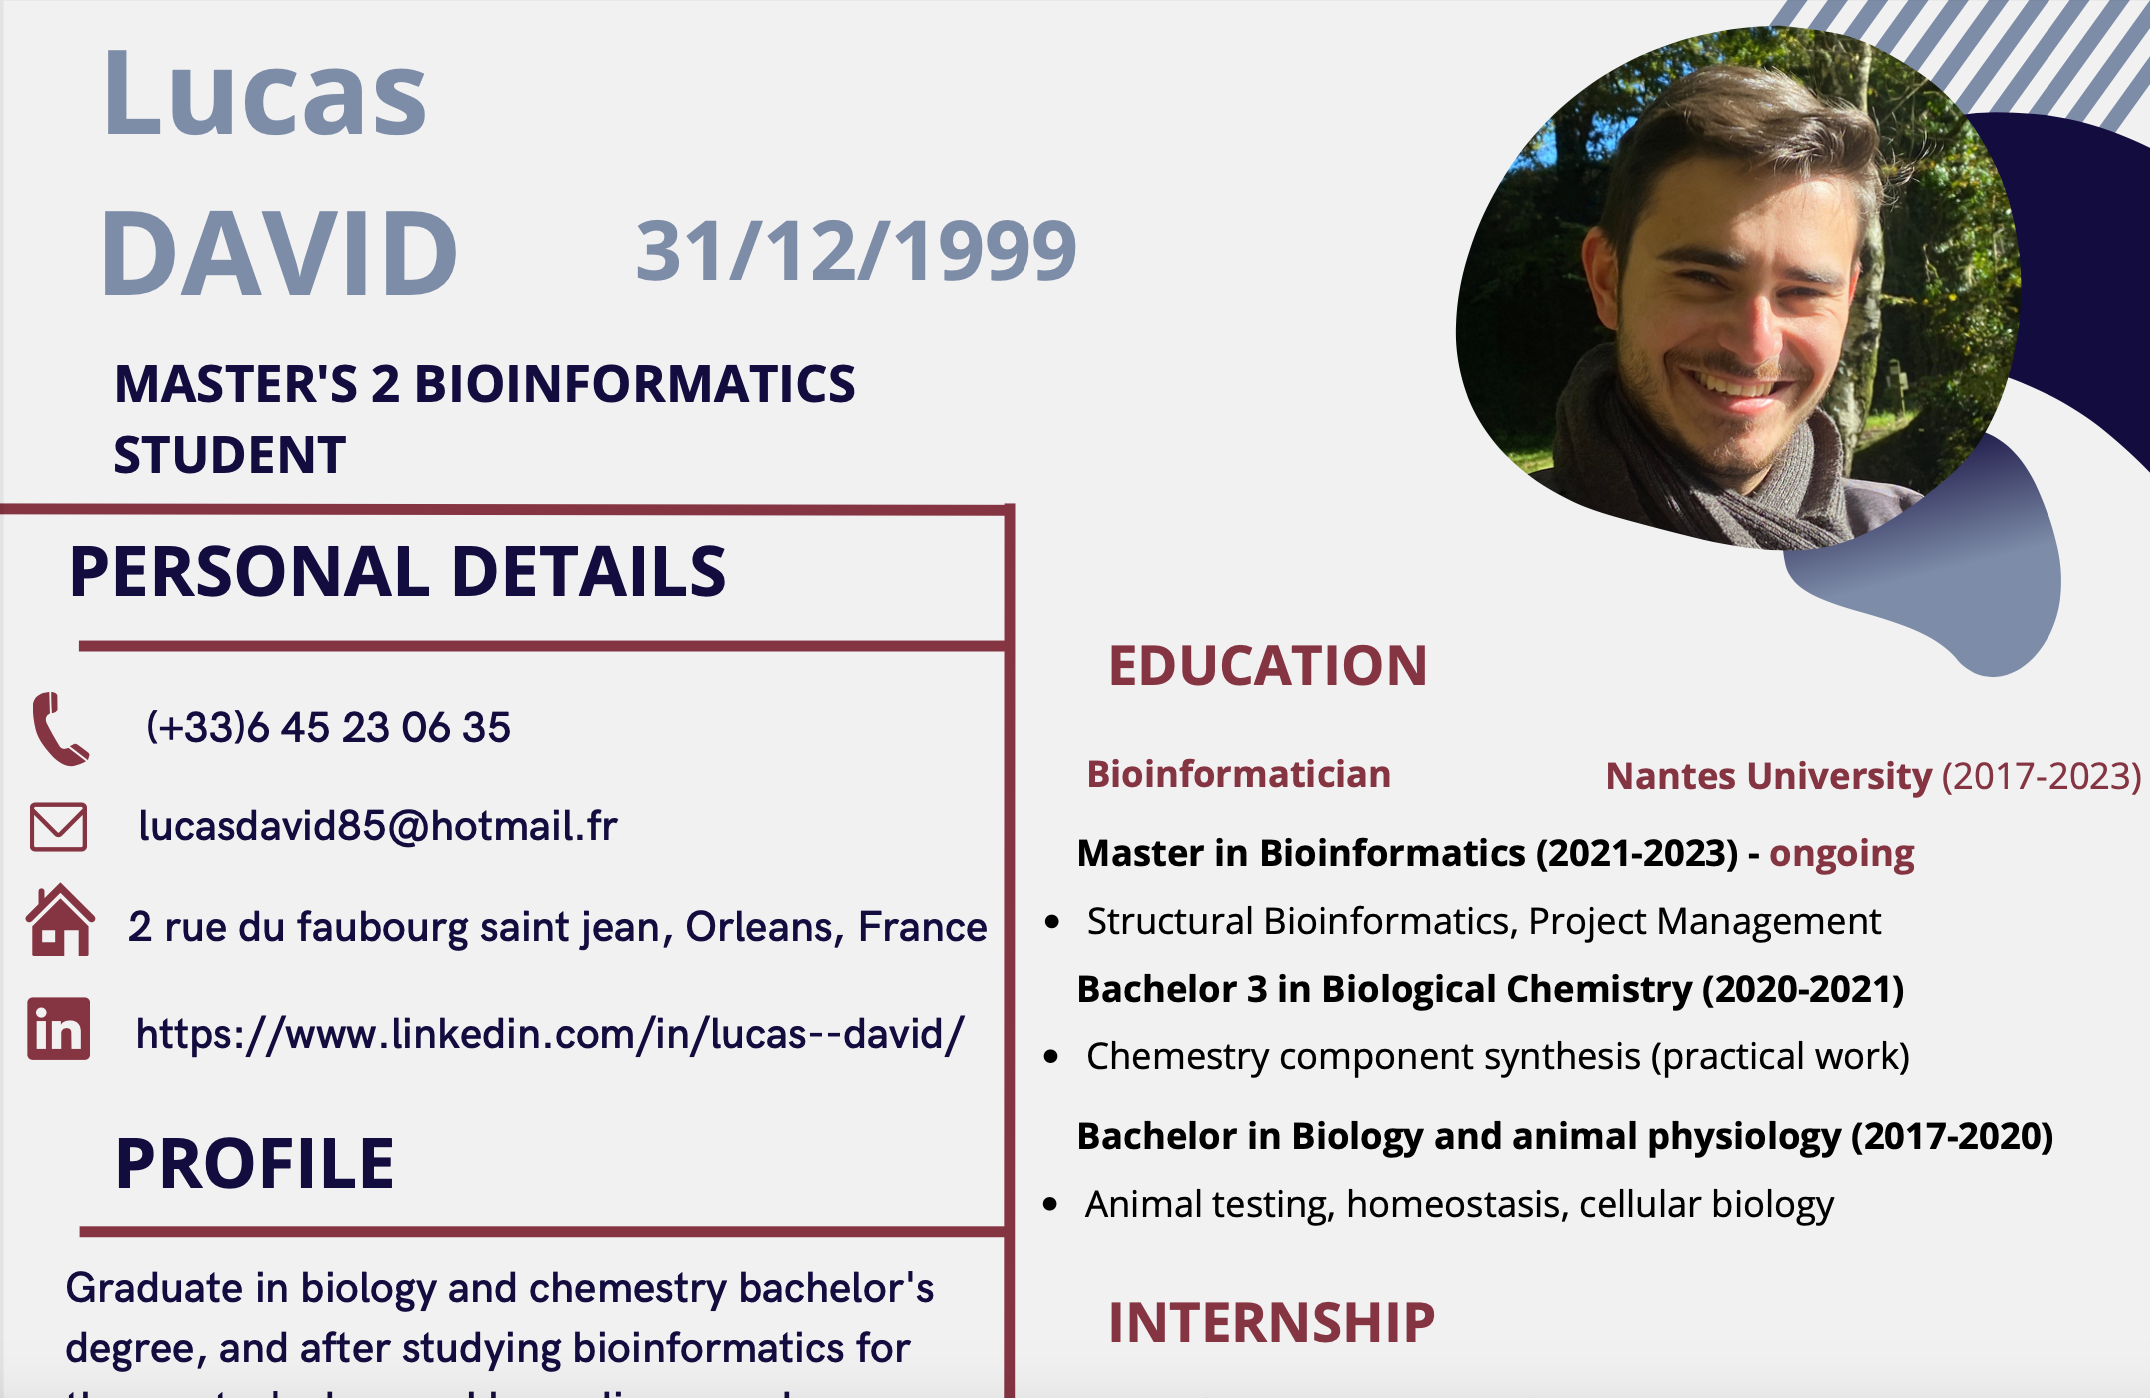 Lucas
DAVID
31/12/1999
MASTER'S 2 BIOINFORMATICS
STUDENT
PERSONAL DETAILS
(+33)6 45 23 06 35
lucasdavid85@hotmail.fr
2 rue du faubourg saint jean, Orleans, France
in
https://www.linkedin.com/in/lucas--david/
PROFILE
Graduate in biology and chemestry bachelor's
degree, and after studying bioinformatics for
EDUCATION
Bioinformatician
Nantes University (2017-2023)
Master in Bioinformatics (2021-2023) - ongoing
• Structural Bioinformatics, Project Management
Bachelor 3 in Biological Chemistry (2020-2021)
• Chemestry component synthesis (practical work)
Bachelor in Biology and animal physiology (2017-2020)
• Animal testing, homeostasis, cellular biology
INTERNSHIP